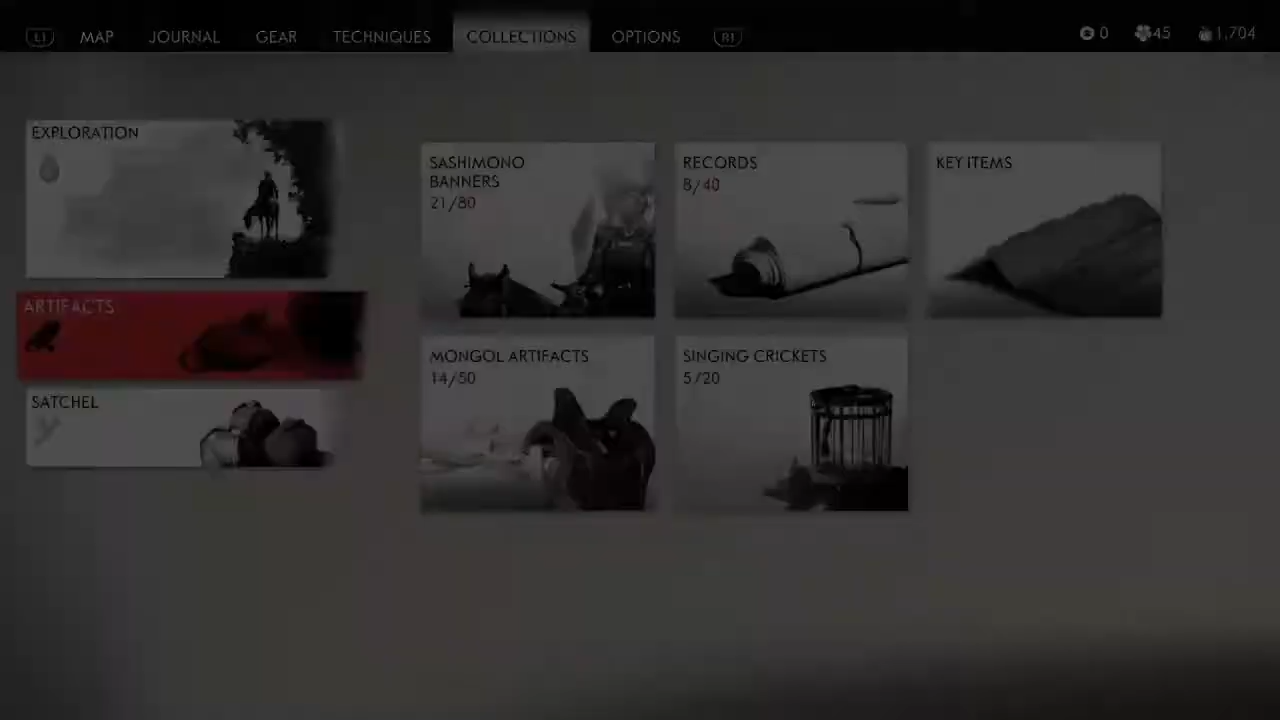 L1 MAP JOURNAL GEAR TECHNIQUES COLLECTIONS OPTIONS R1 0 45 1,704
EXPLORATION
ARTIFACTS
SATCHEL
SASHIMONO
BANNERS
21/80
RECORDS
8/40
KEY ITEMS
MONGOL ARTIFACTS
14/50
SINGING CRICKETS
5/20